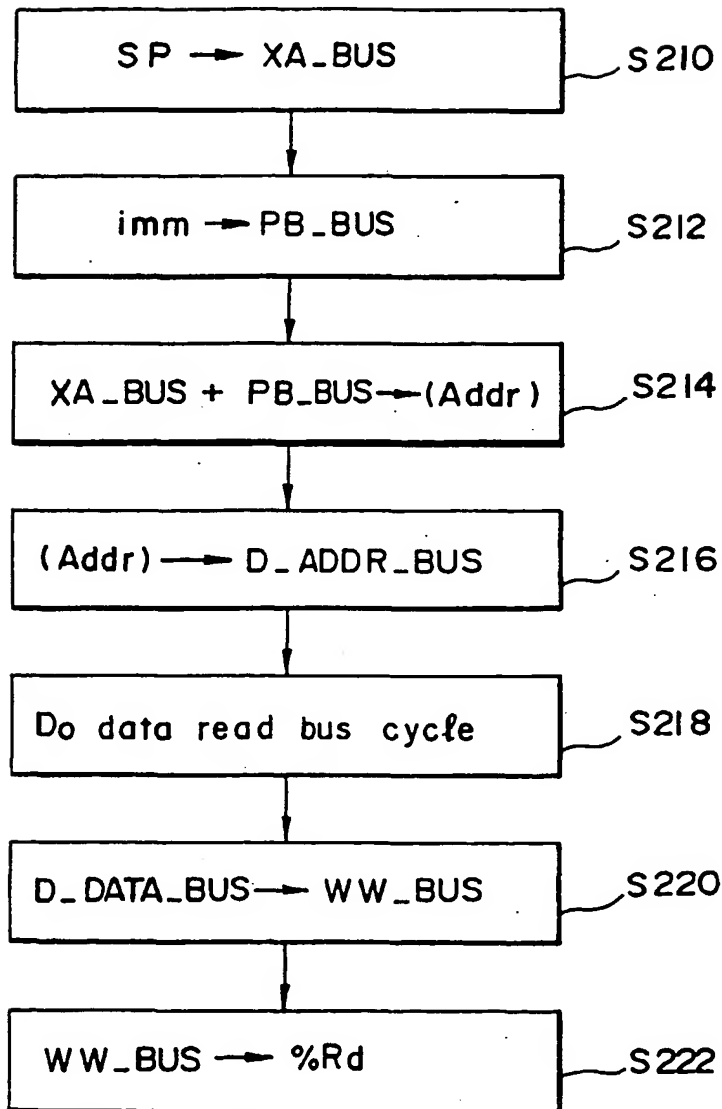 SP → XA_BUS S210
imm → PB_BUS S212
XA_BUS + PB_BUS → (Addr) S214
(Addr) → D_ADDR_BUS S216
Do data read bus cycle S218
D_DATA_BUS → WW_BUS S220
WW_BUS → %Rd S222